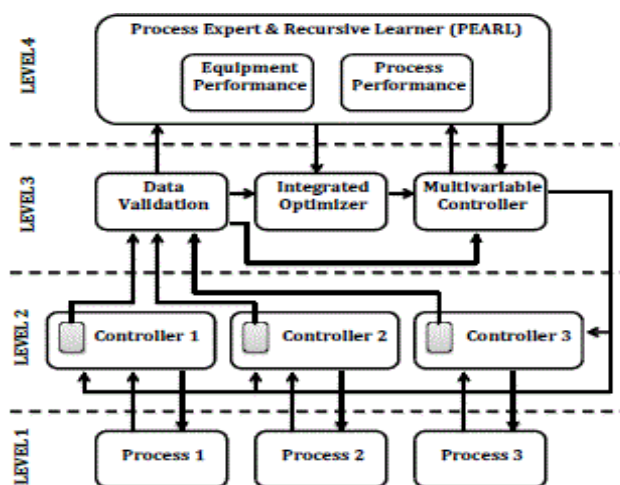 LEVEL 4
Process Expert & Recursive Learner (PEARL)
Equipment
Performance
Process
Performance
LEVEL 3
Data
Validation
Integrated
Optimizer
Multivariable
Controller
LEVEL 2
Controller 1
Controller 2
Controller 3
LEVEL 1
Process 1
Process 2
Process 3